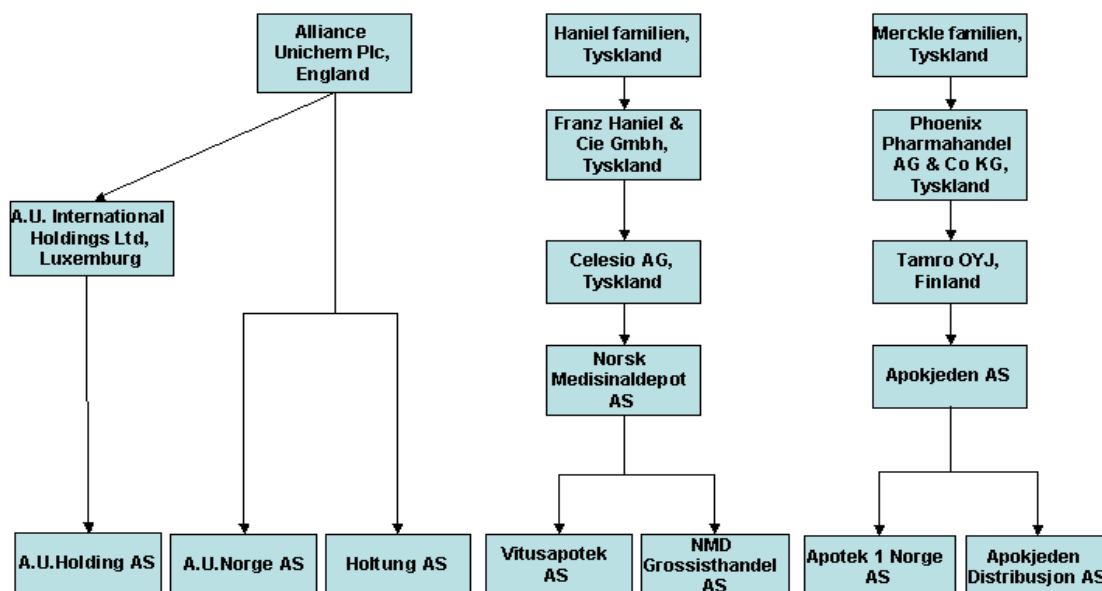 Alliance
Unichem Plc,
England
Haniel familien,
Tyskland
Merckle familien,
Tyskland
Franz Haniel &
Cie Gmbh,
Tyskland
Phoenix
Pharmahandel
AG & Co KG,
Tyskland
A.U. International
Holdings Ltd,
Luxemburg
Celesio AG,
Tyskland
Tamro OYJ,
Finland
Norsk
Medisinaldepot
AS
Apokjeden AS
A.U.Holding AS
A.U.Norge AS
Holtung AS
Vitusapotek
AS
NMD
Grossisthandel
AS
Apotek 1 Norge
AS
Apokjeden
Distribusjon AS